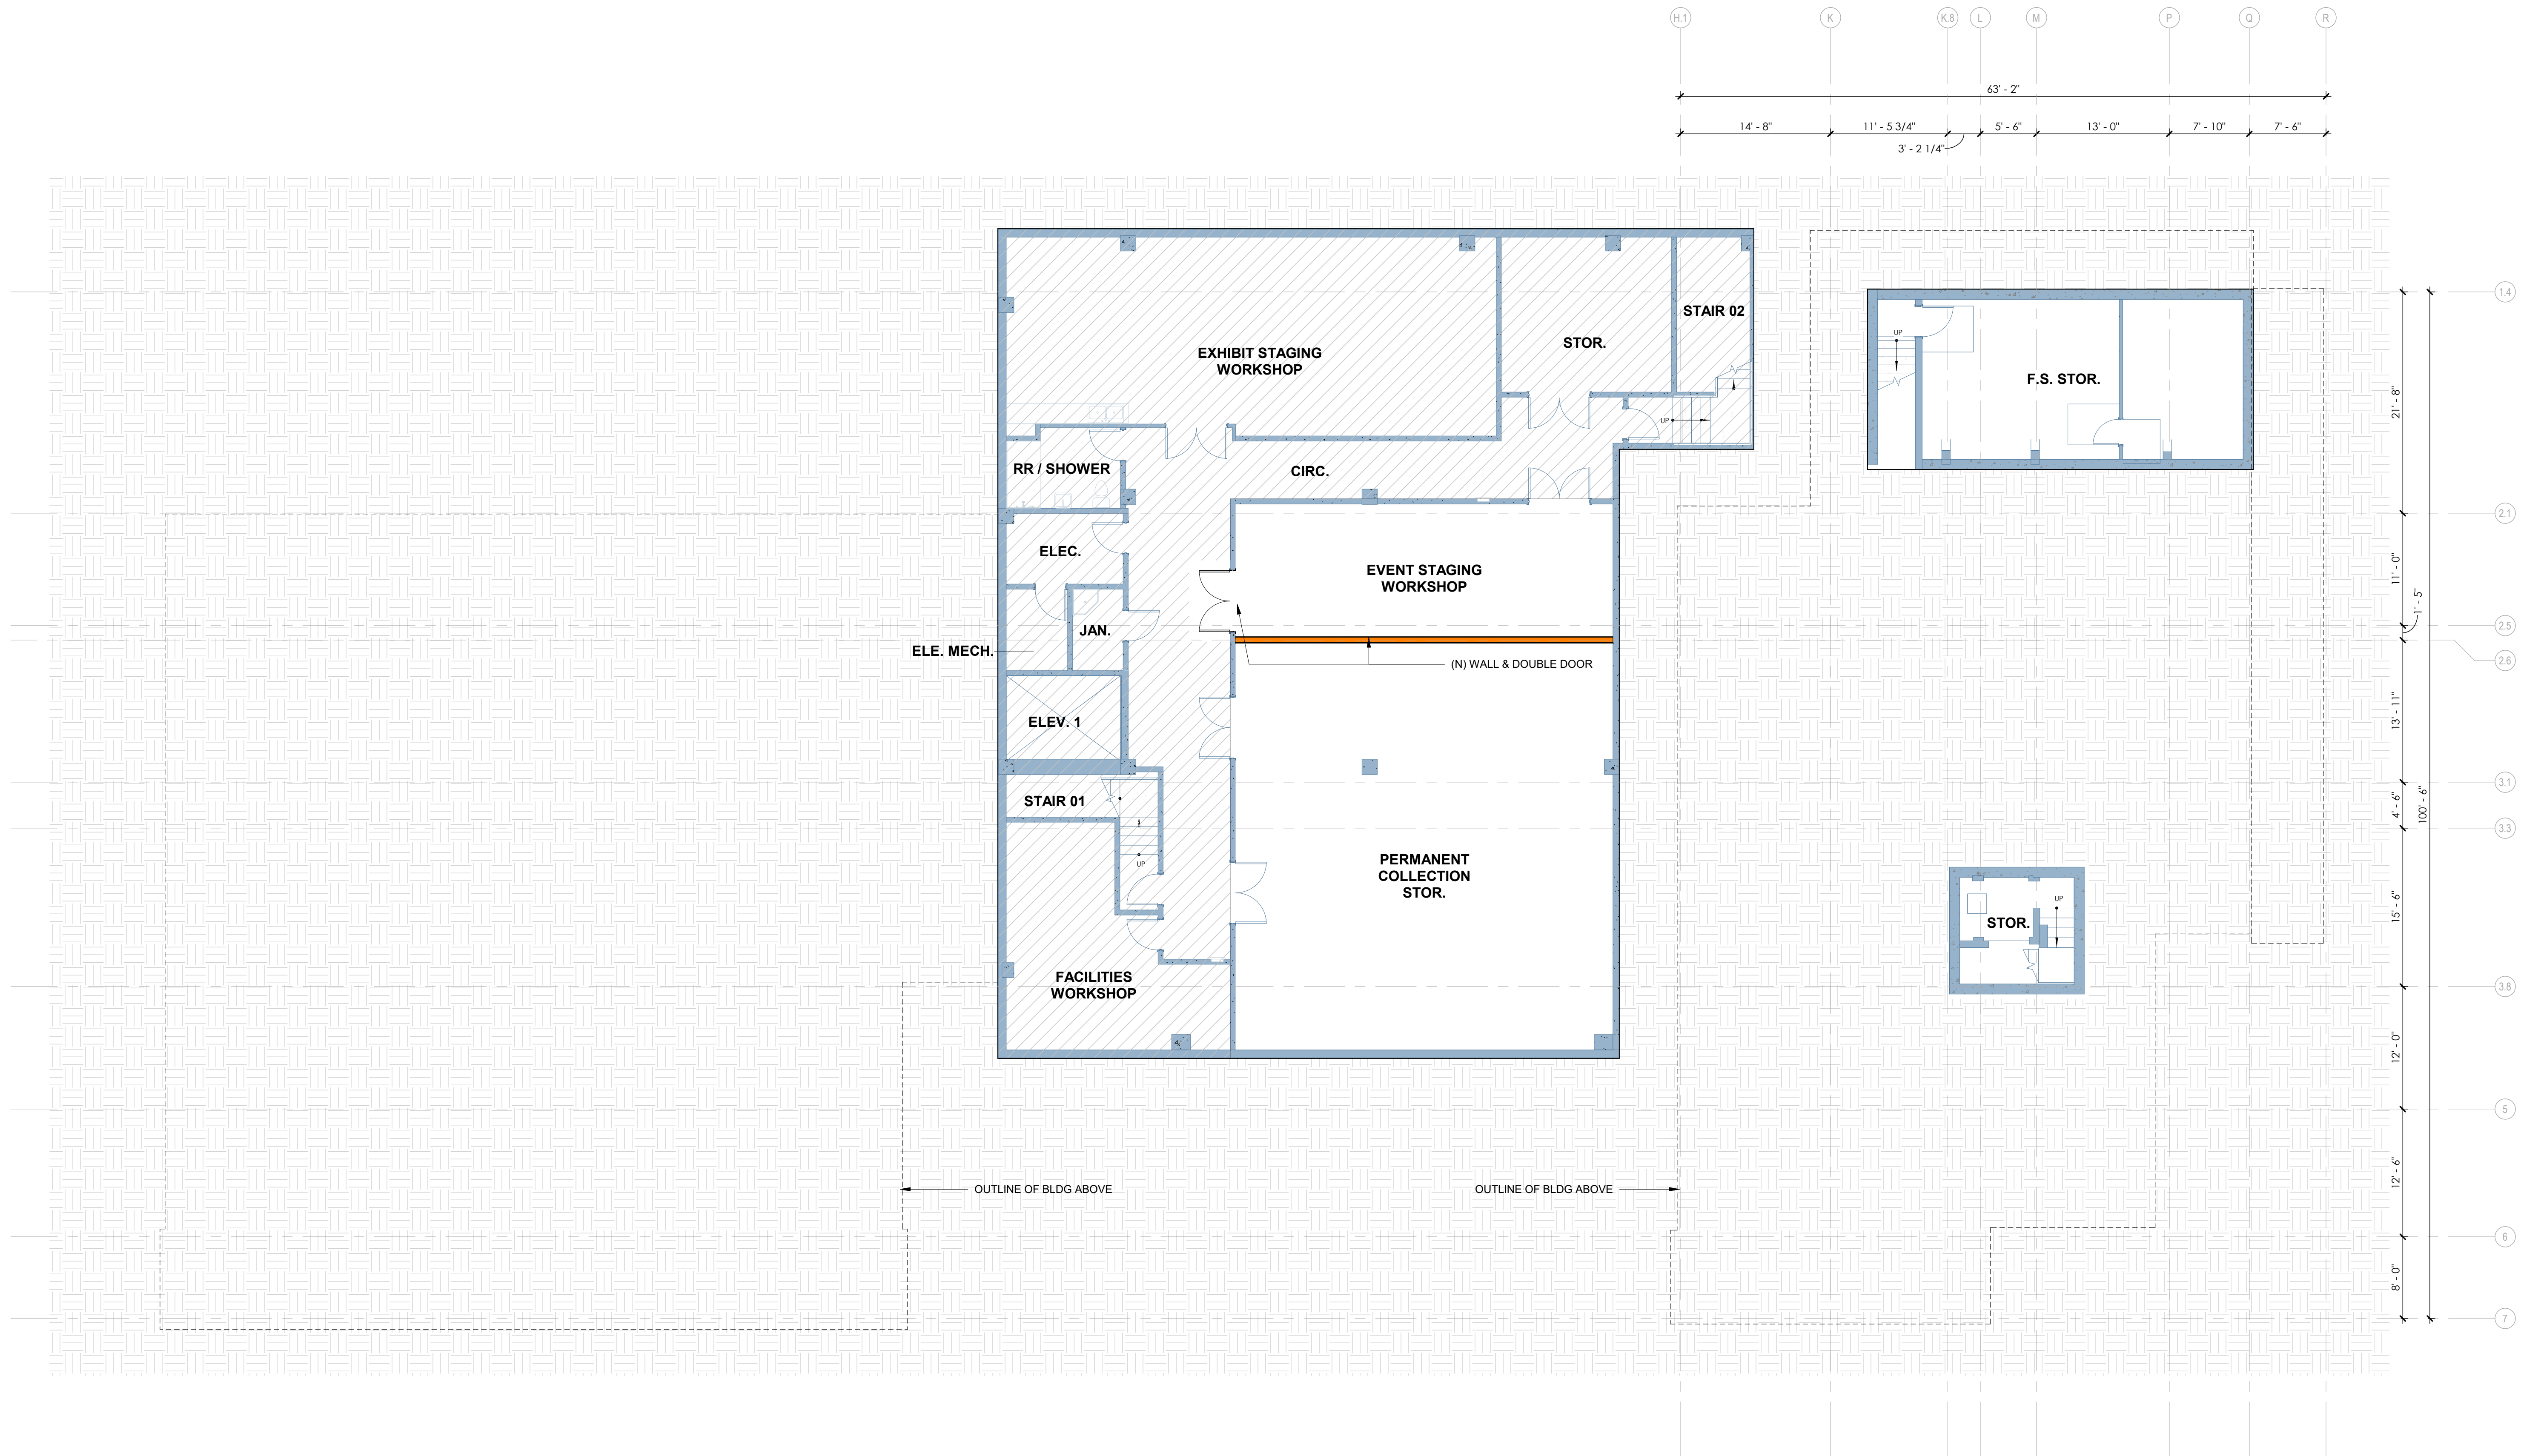 H.1
K
K.8
L
M
P
Q
R
63' - 2"
14' - 8"
11' - 5 3/4"
5' - 6"
13' - 0"
7' - 10"
7' - 6"
3' - 2 1/4"
STAIR 02
EXHIBIT STAGING
WORKSHOP
STOR.
UP
F.S. STOR.
UP
RR / SHOWER
CIRC.
ELEC.
EVENT STAGING
WORKSHOP
JAN.
ELE. MECH.
(N) WALL & DOUBLE DOOR
ELEV. 1
STAIR 01
UP
PERMANENT
COLLECTION
STOR.
UP
STOR.
FACILITIES
WORKSHOP
OUTLINE OF BLDG ABOVE
OUTLINE OF BLDG ABOVE
21' - 8"
11' - 0"
1' - 5"
13' - 11"
4' - 6"
100' - 6"
15' - 6"
12' - 0"
12' - 6"
8' - 0"
1.4
2.1
2.5
2.6
3.1
3.3
3.8
5
6
7